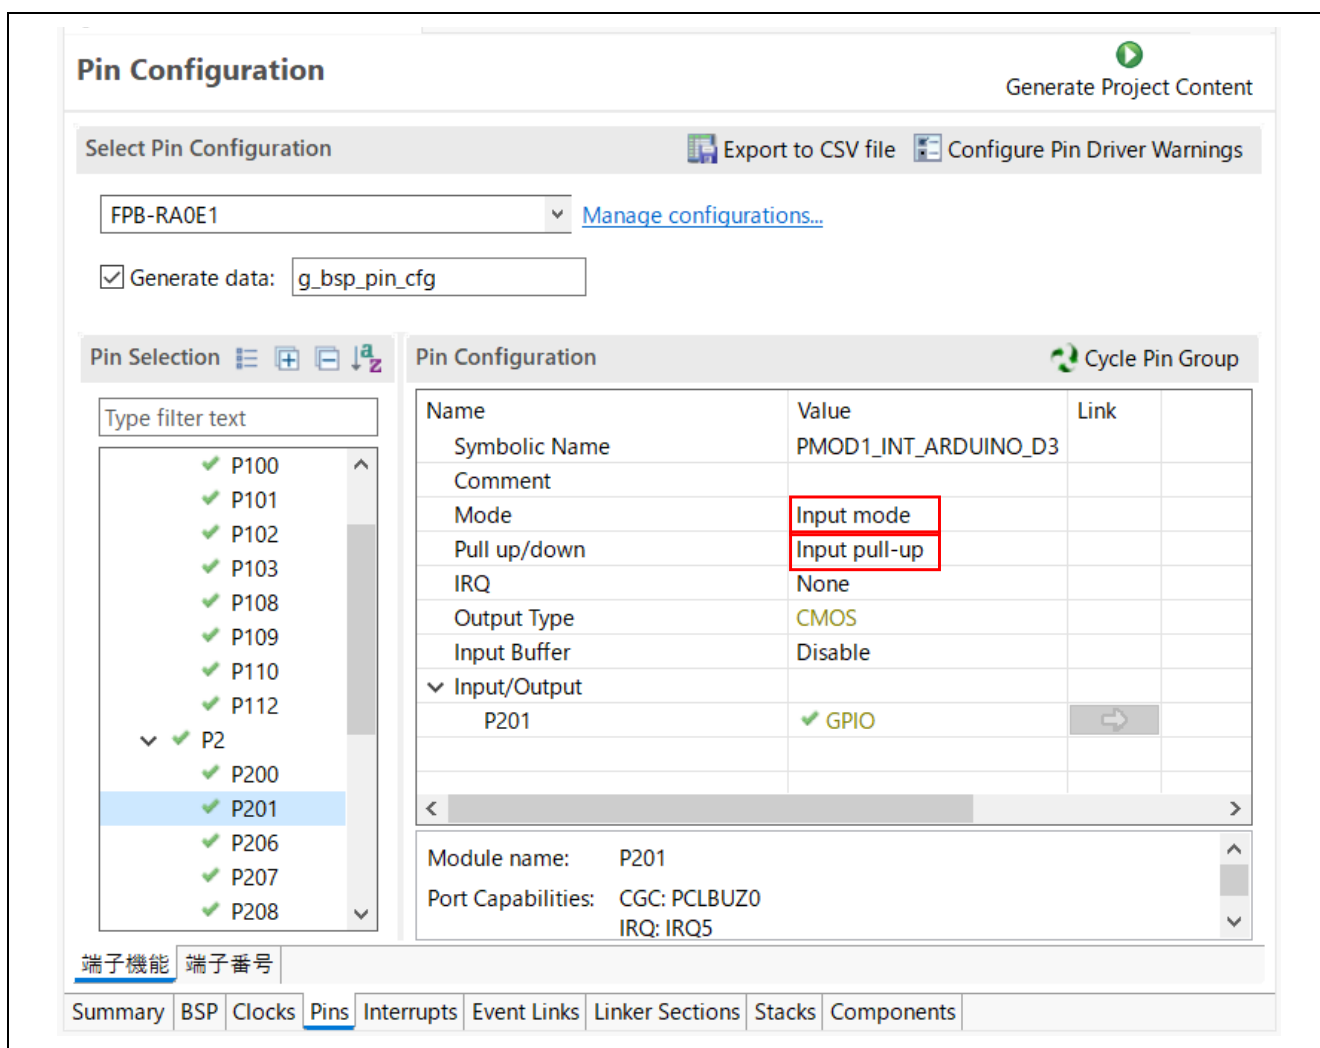 Pin Configuration
Generate Project Content
Select Pin Configuration
Export to CSV file
Configure Pin Driver Warnings
FPB-RA0E1
Manage configurations...
Generate data:
g_bsp_pin_cfg
Pin Selection
Pin Configuration
Cycle Pin Group
Type filter text
P100
P101
P102
P103
P108
P109
P110
P112
P2
P200
P201
P206
P207
P208
Name Value Link
Symbolic Name PMOD1_INT_ARDUINO_D3
Comment
Mode Input mode
Pull up/down Input pull-up
IRQ None
Output Type CMOS
Input Buffer Disable
Input/Output
P201 GPIO
Module name: P201
Port Capabilities: CGC: PCLBUZ0
IRQ: IRQ5
端子機能 端子番号
Summary BSP Clocks Pins Interrupts Event Links Linker Sections Stacks Components